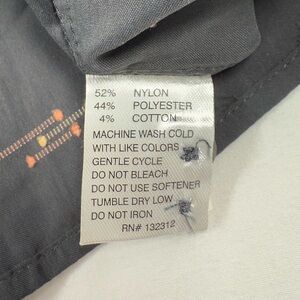 52% NYLON
44% POLYESTER
4% COTTON
MACHINE WASH COLD
WITH LIKE COLORS
GENTLE CYCLE
DO NOT BLEACH
DO NOT USE SOFTENER
TUMBLE DRY LOW
DO NOT IRON
RN# 132312